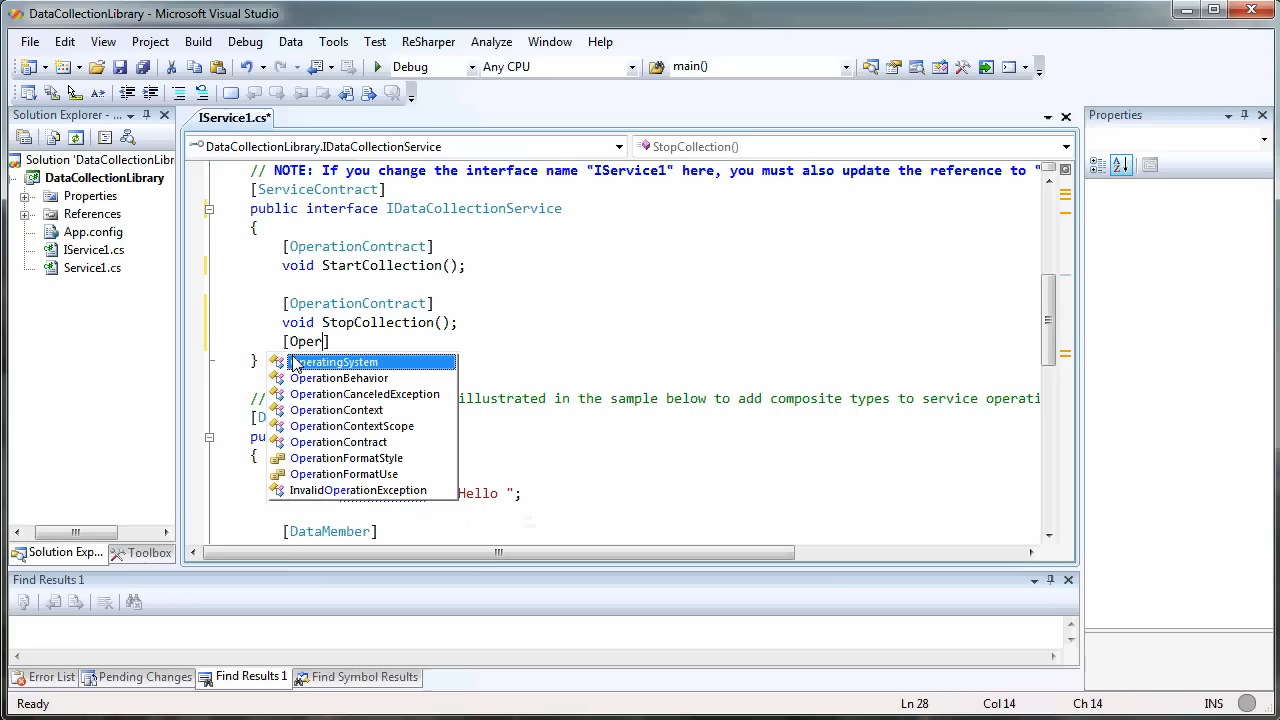 DataCollectionLibrary - Microsoft Visual Studio
File Edit View Project Build Debug Data Tools Test ReSharper Analyze Window Help
Debug Any CPU main()
Solution Explorer - ...
Solution 'DataCollectionLibr
DataCollectionLibrary
Properties
References
App.config
IService1.cs
Service1.cs
Solution Exp... Toolbox
IService1.cs*
DataCollectionLibrary.IDataCollectionService StopCollection()
// NOTE: If you change the interface name "IService1" here, you must also update the reference to "
[ServiceContract]
public interface IDataCollectionService
{
[OperationContract]
void StartCollection();
[OperationContract]
void StopCollection();
[Oper]
}
OperatingSystem
OperationBehavior
OperationCanceledException
OperationContext
OperationContextScope
OperationContract
OperationFormatStyle
OperationFormatUse
InvalidOperationException
// illustrated in the sample below to add composite types to service operati
[D
pu
{
Hello ";
[DataMember]
Properties
Find Results 1
Error List Pending Changes Find Results 1 Find Symbol Results
Ready Ln 28 Col 14 Ch 14 INS